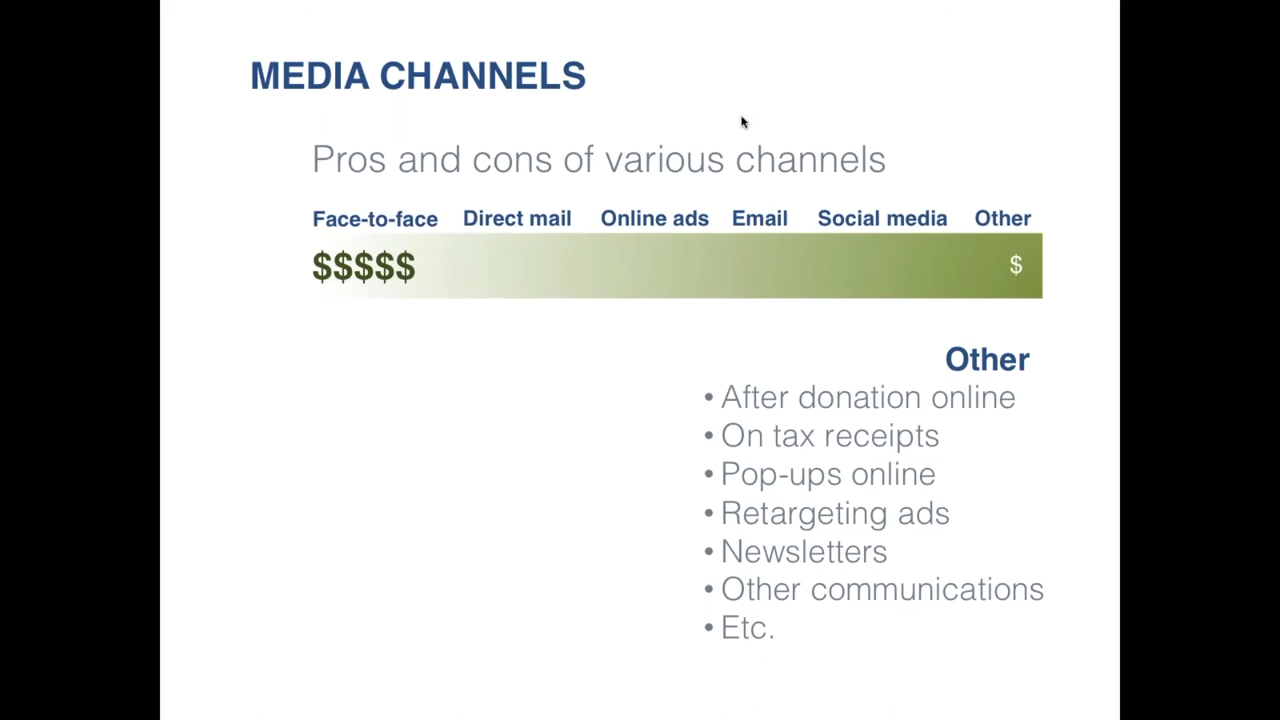 MEDIA CHANNELS
Pros and cons of various channels
Face-to-face Direct mail Online ads Email Social media Other
$$$$$ $
Other
• After donation online
• On tax receipts
• Pop-ups online
• Retargeting ads
• Newsletters
• Other communications
• Etc.